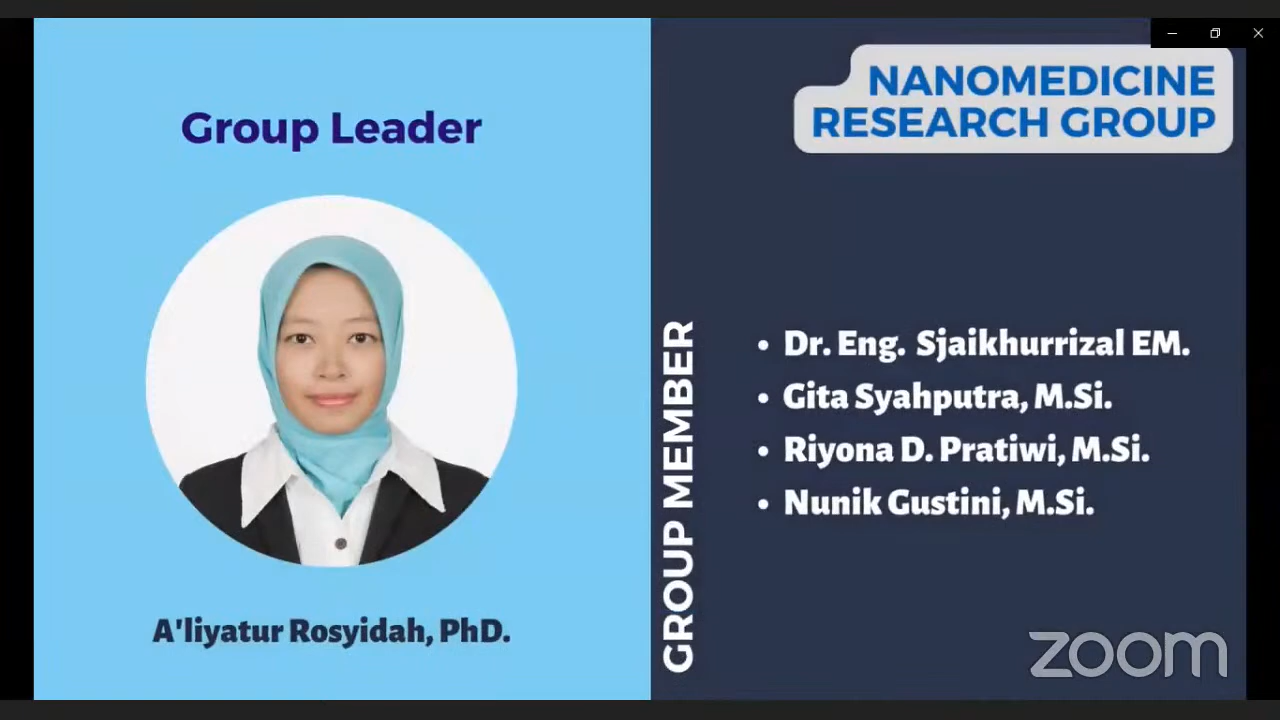 Group Leader
A'liyatur Rosyidah, PhD.
NANOMEDICINE
RESEARCH GROUP
GROUP MEMBER
• Dr. Eng. Sjaikhurrizal EM.
• Gita Syahputra, M.Si.
• Riyona D. Pratiwi, M.Si.
• Nunik Gustini, M.Si.
zoom